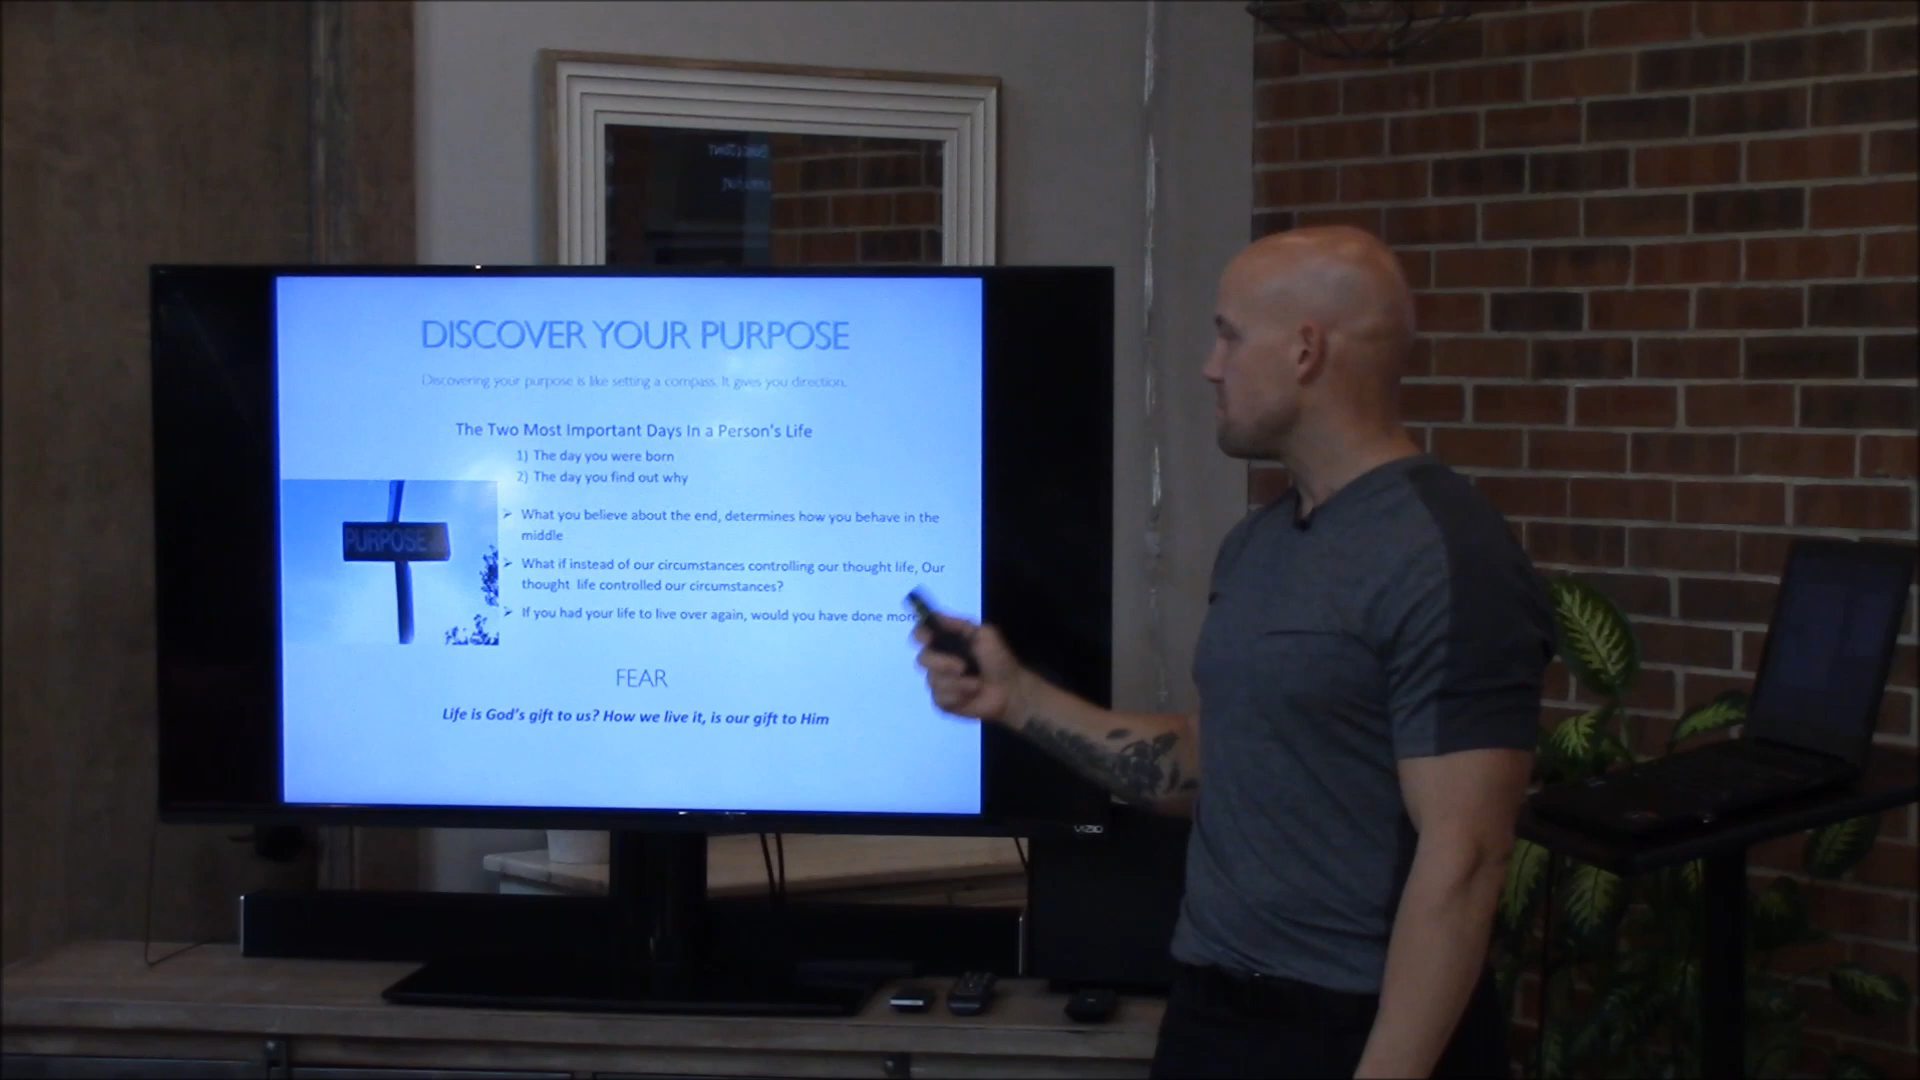 DISCOVER YOUR PURPOSE
Discovering your purpose is like setting a compass. It gives you direction.
The Two Most Important Days In a Person's Life
1) The day you were born
2) The day you find out why
PURPOSE
➢ What you believe about the end, determines how you behave in the
middle
➢ What if instead of our circumstances controlling our thought life, Our
thought life controlled our circumstances?
➢ If you had your life to live over again, would you have done more
FEAR
Life is God's gift to us? How we live it, is our gift to Him
VIZIO